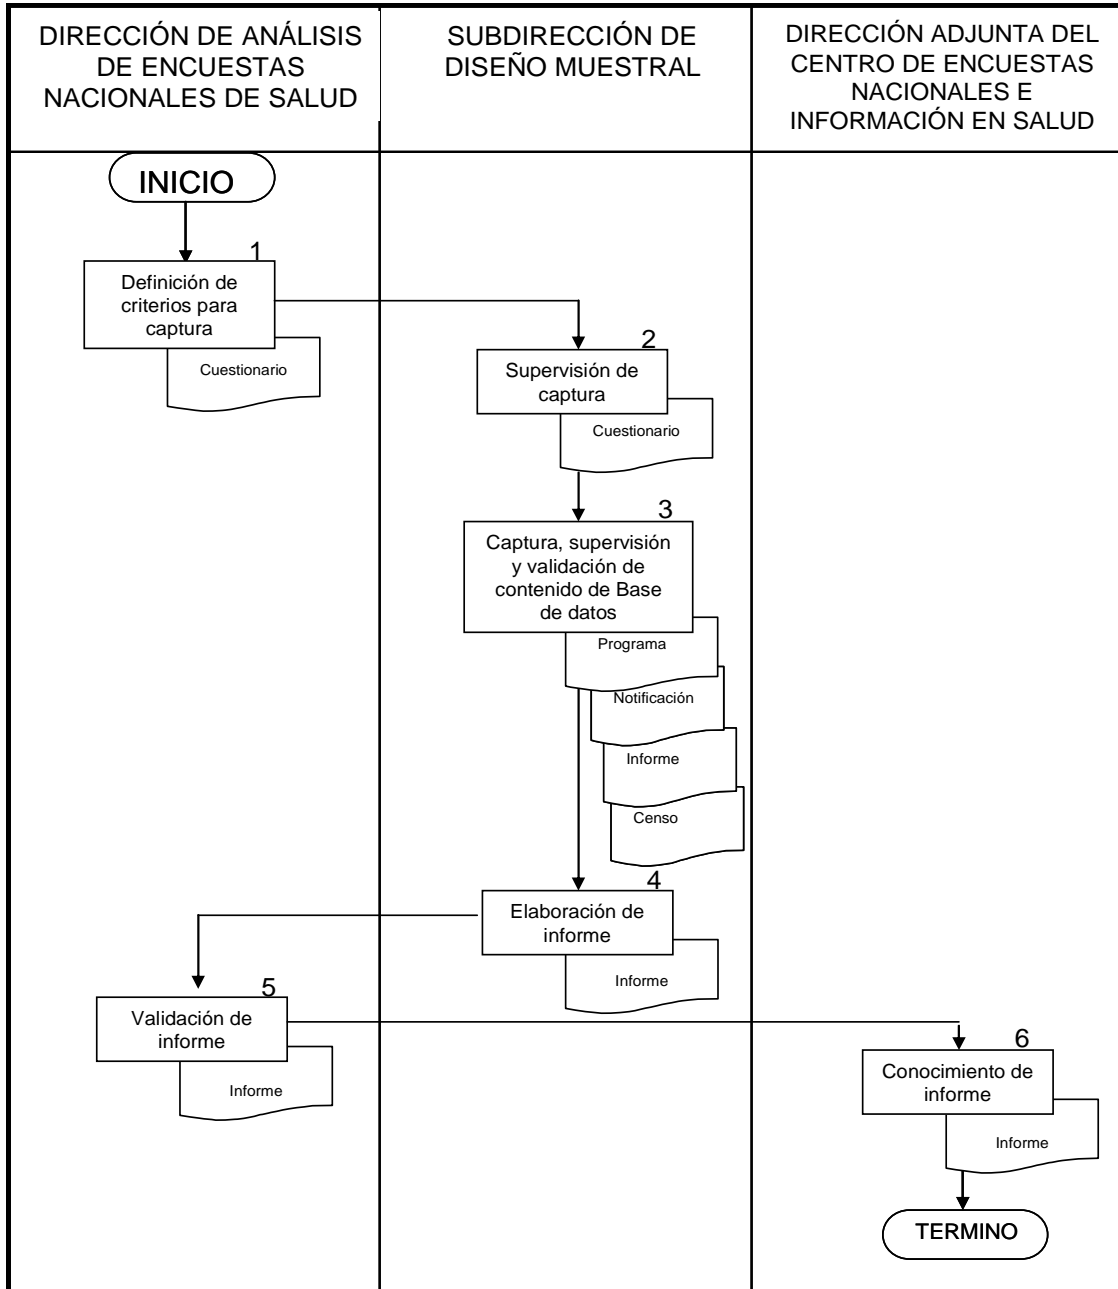 DIRECCIÓN DE ANÁLISIS
DE ENCUESTAS
NACIONALES DE SALUD
SUBDIRECCIÓN DE
DISEÑO MUESTRAL
DIRECCIÓN ADJUNTA DEL
CENTRO DE ENCUESTAS
NACIONALES E
INFORMACIÓN EN SALUD
INICIO
1
Definición de
criterios para
captura
Cuestionario
2
Supervisión de
captura
Cuestionario
3
Captura, supervisión
y validación de
contenido de Base
de datos
Programa
Notificación
Informe
Censo
4
Elaboración de
informe
Informe
5
Validación de
informe
Informe
6
Conocimiento de
informe
Informe
TERMINO